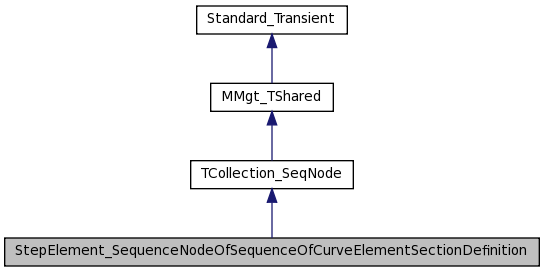 Standard_Transient
MMgt_TShared
TCollection_SeqNode
StepElement_SequenceNodeOfSequenceOfCurveElementSectionDefinition